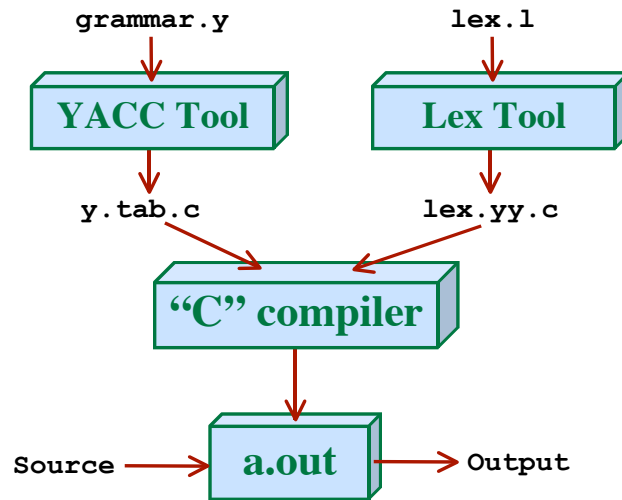 grammar.y
lex.l
YACC Tool
Lex Tool
y.tab.c
lex.yy.c
“C” compiler
Source
a.out
Output